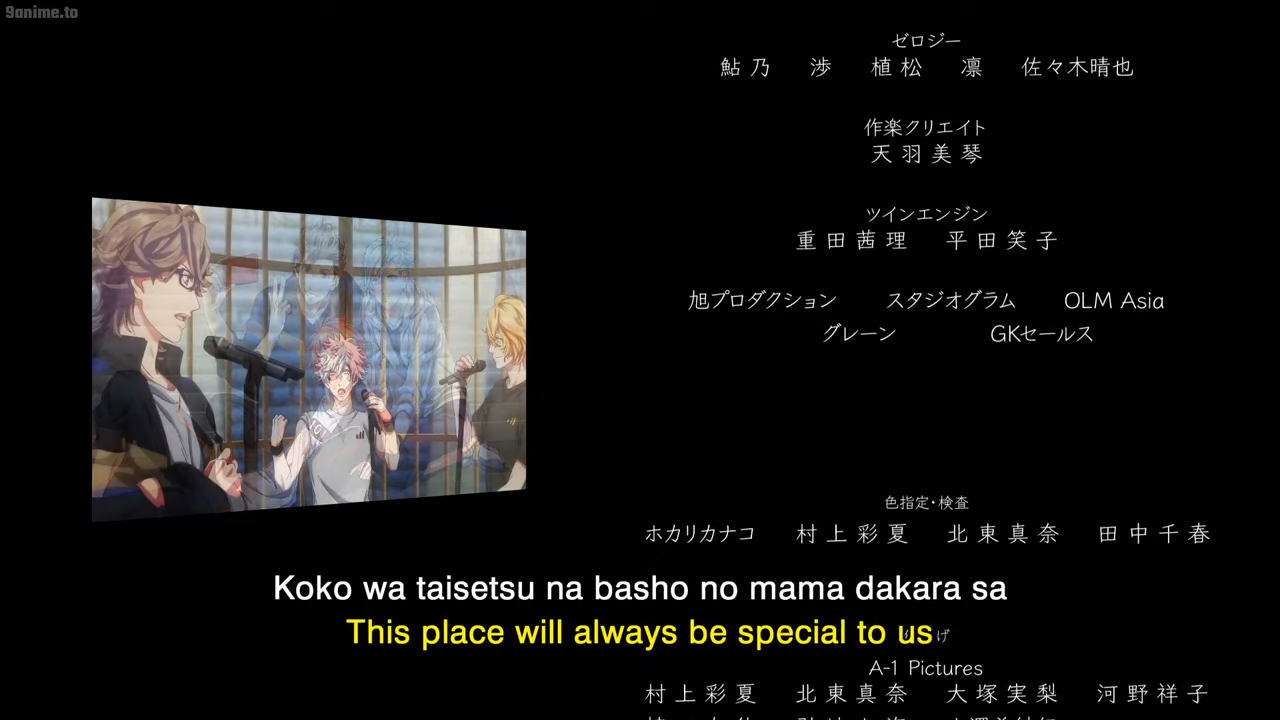 9anime.to
ゼロジー
鮎乃 渉 植松 凛 佐々木晴也
作楽クリエイト
天羽美琴
ツインエンジン
重田茜理 平田笑子
旭プロダクション スタジオグラム OLM Asia
グレーン GKセールス
色指定・検査
ホカリカナコ 村上彩夏 北東真奈 田中千春
Koko wa taisetsu na basho no mama dakara sa
This place will always be special to us
げ
A-1 Pictures
村上彩夏 北東真奈 大塚実梨 河野祥子